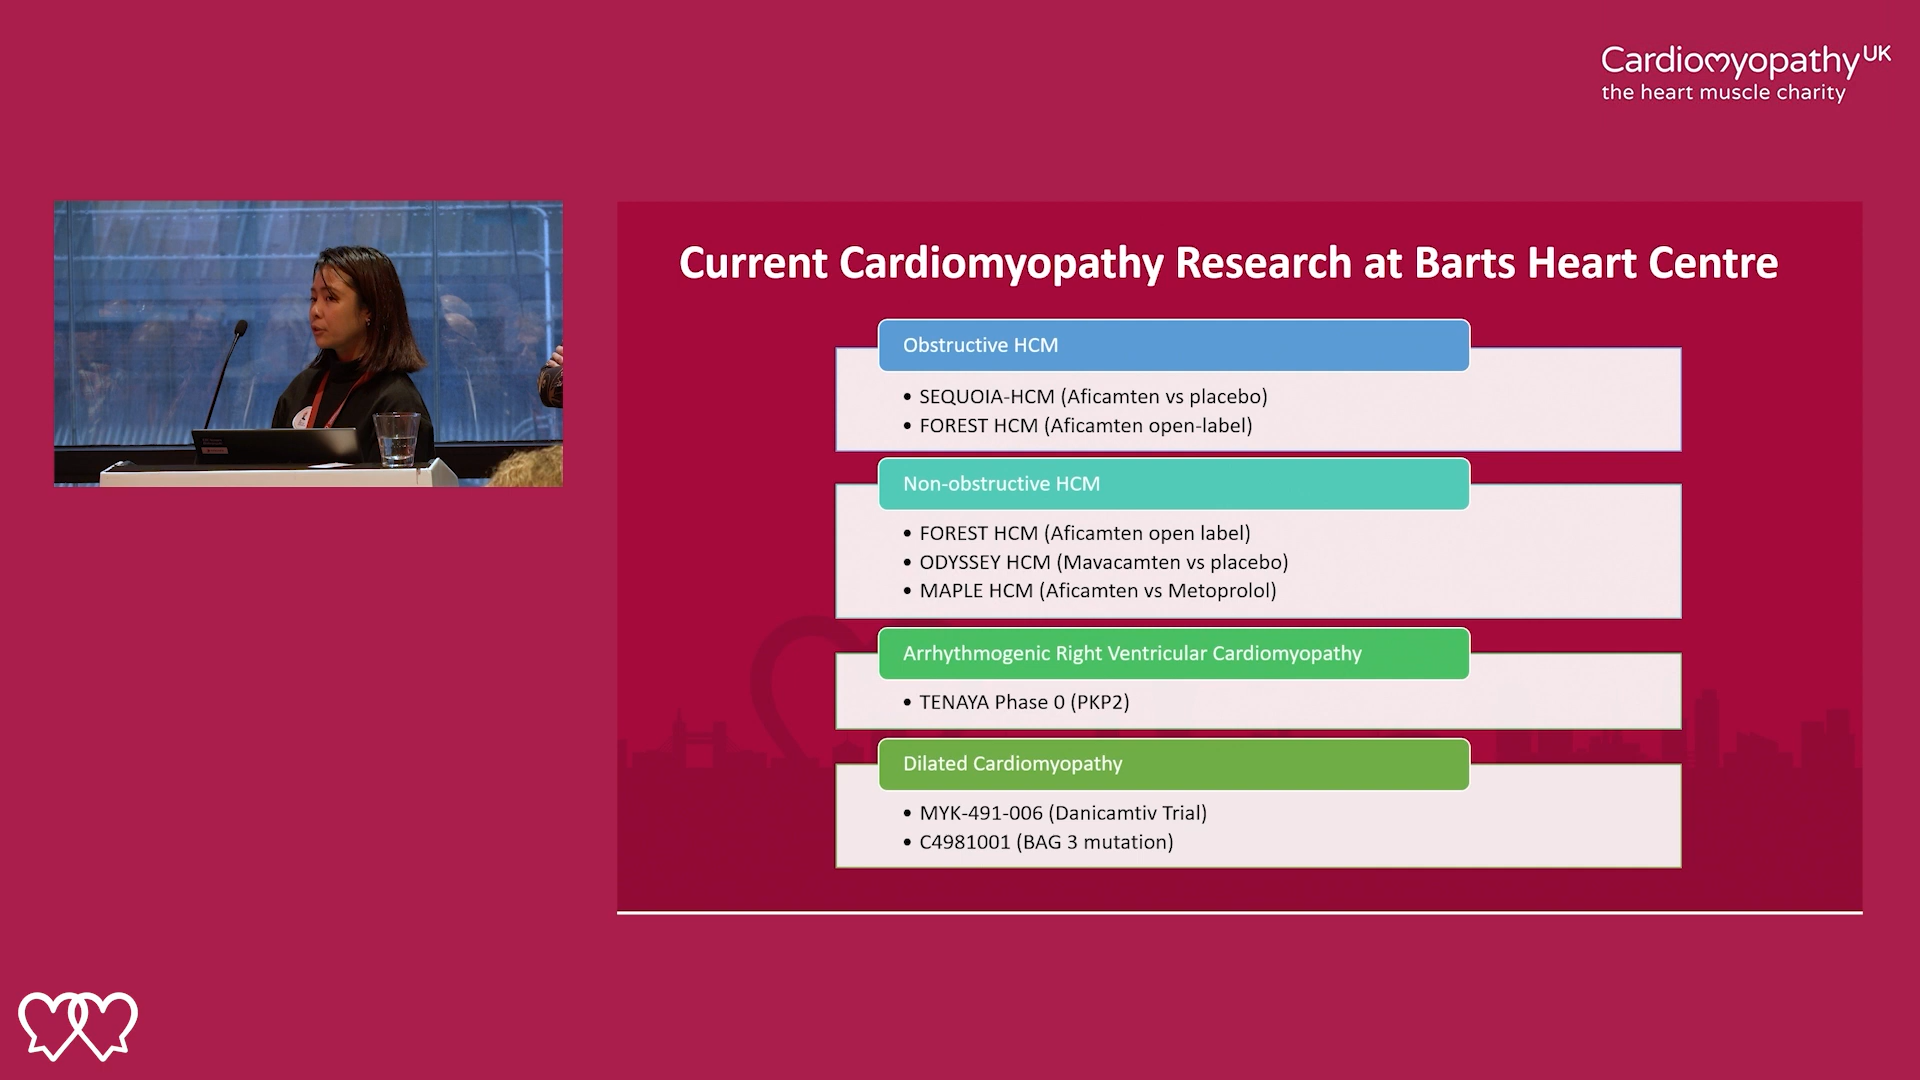 Cardiomyopathy UK
the heart muscle charity
Current Cardiomyopathy Research at Barts Heart Centre
Obstructive HCM
• SEQUOIA-HCM (Aficamten vs placebo)
• FOREST HCM (Aficamten open-label)
Non-obstructive HCM
• FOREST HCM (Aficamten open label)
• ODYSSEY HCM (Mavacamten vs placebo)
• MAPLE HCM (Aficamten vs Metoprolol)
Arrhythmogenic Right Ventricular Cardiomyopathy
• TENAYA Phase 0 (PKP2)
Dilated Cardiomyopathy
• MYK-491-006 (Danicamtiv Trial)
• C4981001 (BAG 3 mutation)